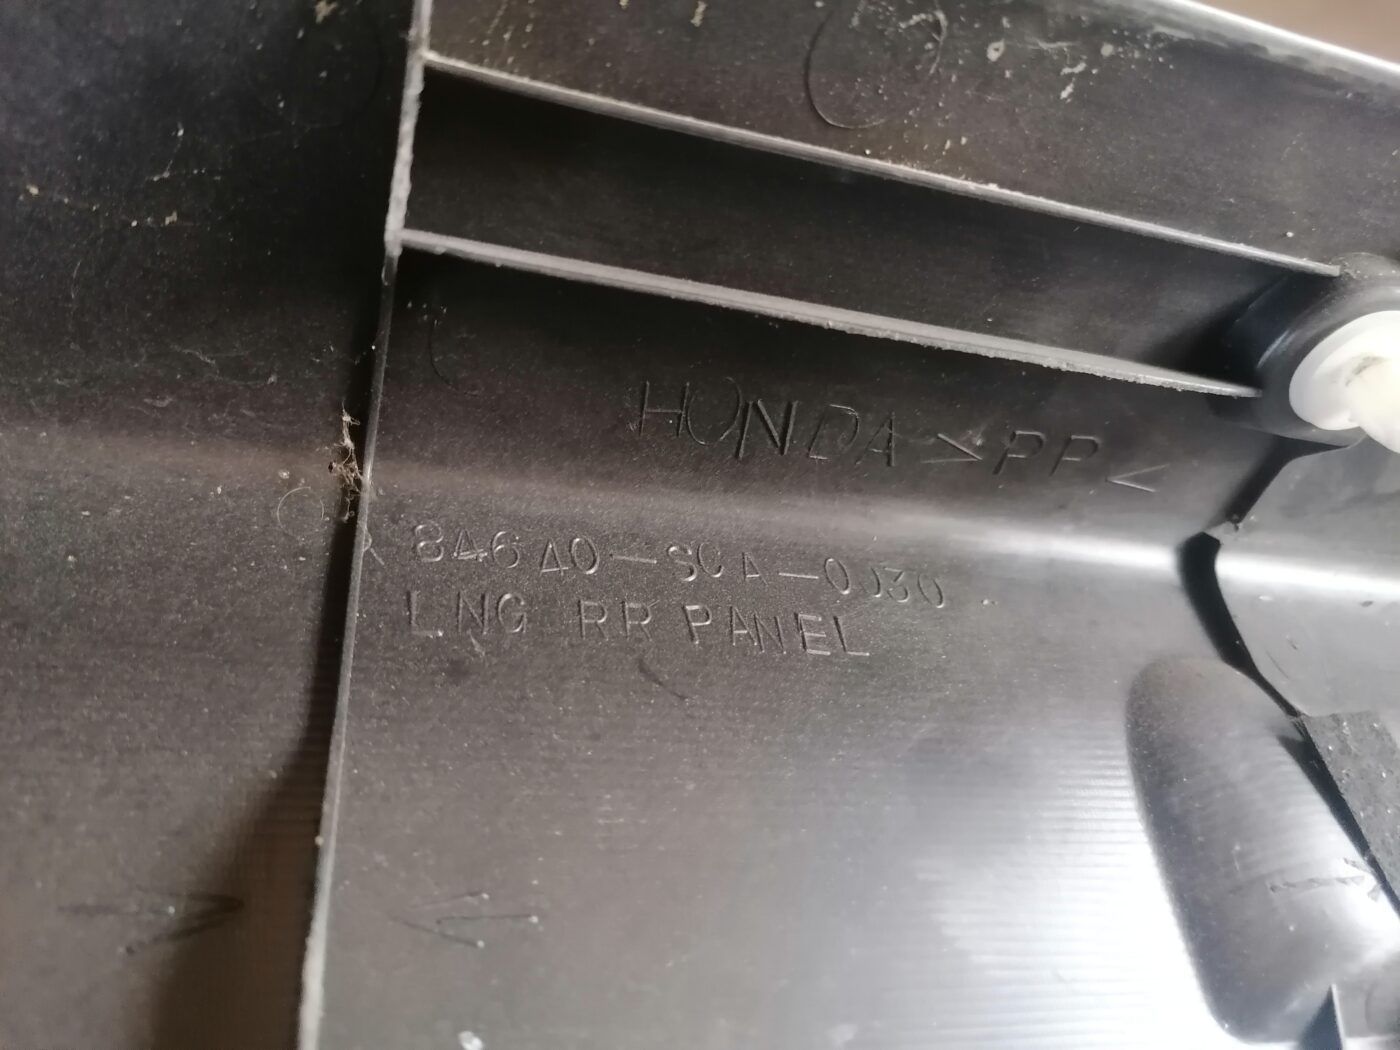 HONDA >PP<
84640-SCA-0030
LNG RR PANEL